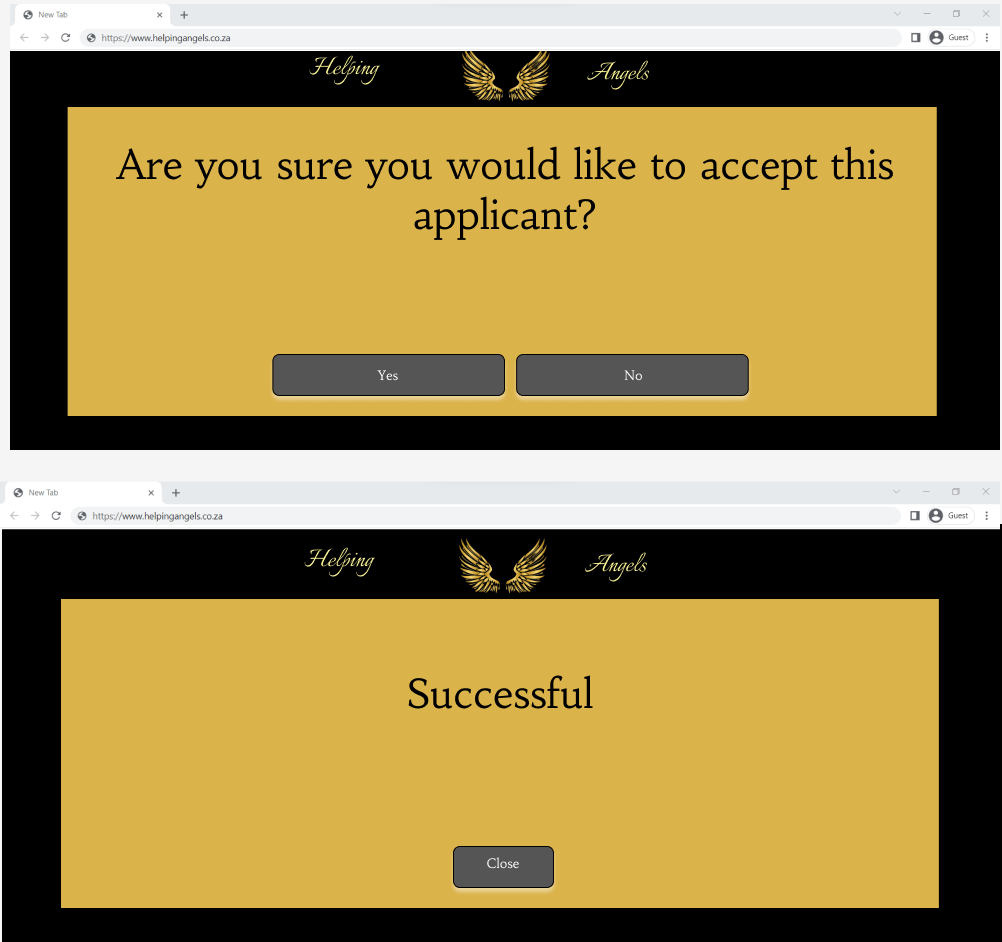 New Tab
https://www.helpingangels.co.za
Guest
Helping Angels
Are you sure you would like to accept this
applicant?
Yes No
New Tab
https://www.helpingangels.co.za
Guest
Helping Angels
Successful
Close